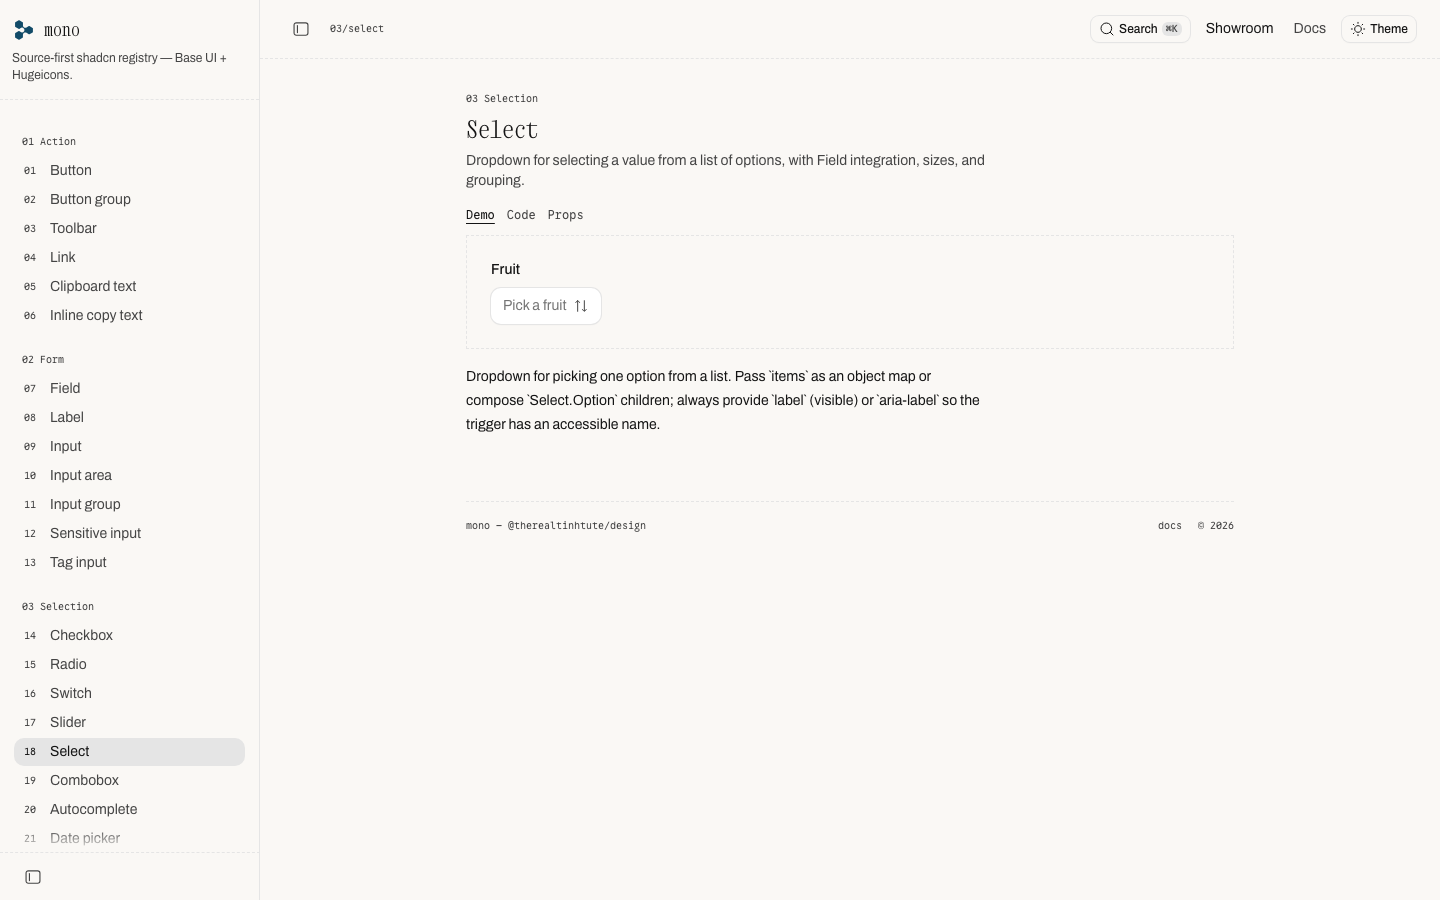 mono
Source-first shadcn registry — Base UI +
Hugeicons.
01 Action
01 Button
02 Button group
03 Toolbar
04 Link
05 Clipboard text
06 Inline copy text
02 Form
07 Field
08 Label
09 Input
10 Input area
11 Input group
12 Sensitive input
13 Tag input
03 Selection
14 Checkbox
15 Radio
16 Switch
17 Slider
18 Select
19 Combobox
20 Autocomplete
21 Date picker
03/select
Search ⌘K
Showroom
Docs
Theme
03 Selection
Select
Dropdown for selecting a value from a list of options, with Field integration, sizes, and
grouping.
Demo Code Props
Fruit
Pick a fruit
Dropdown for picking one option from a list. Pass `items` as an object map or
compose `Select.Option` children; always provide `label` (visible) or `aria-label` so the
trigger has an accessible name.
mono — @therealtinhtute/design
docs © 2026